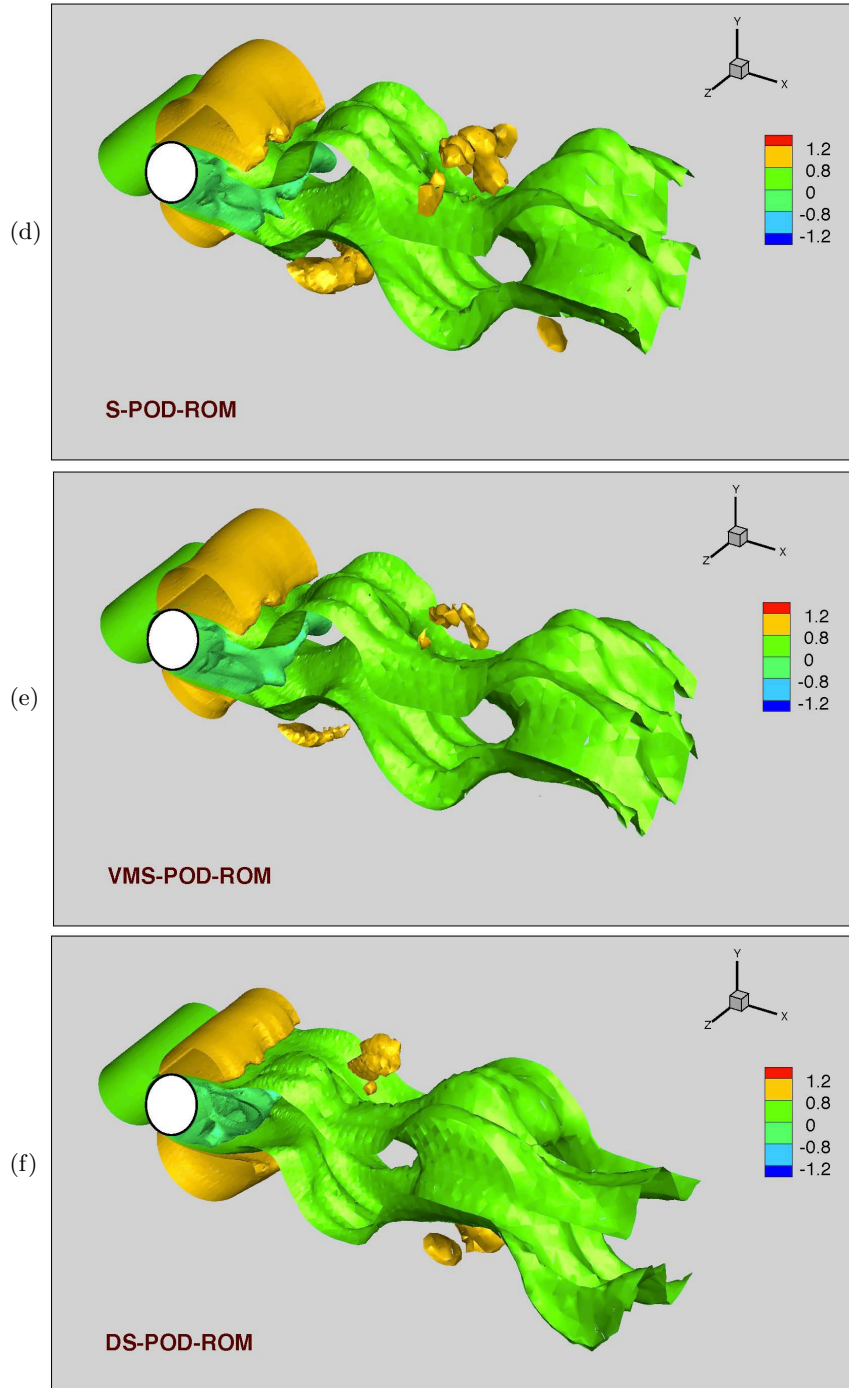 Y
X
Z
1.2
0.8
0
-0.8
-1.2
(d)
S-POD-ROM
Y
X
Z
1.2
0.8
0
-0.8
-1.2
(e)
VMS-POD-ROM
Y
X
Z
1.2
0.8
0
-0.8
-1.2
(f)
DS-POD-ROM